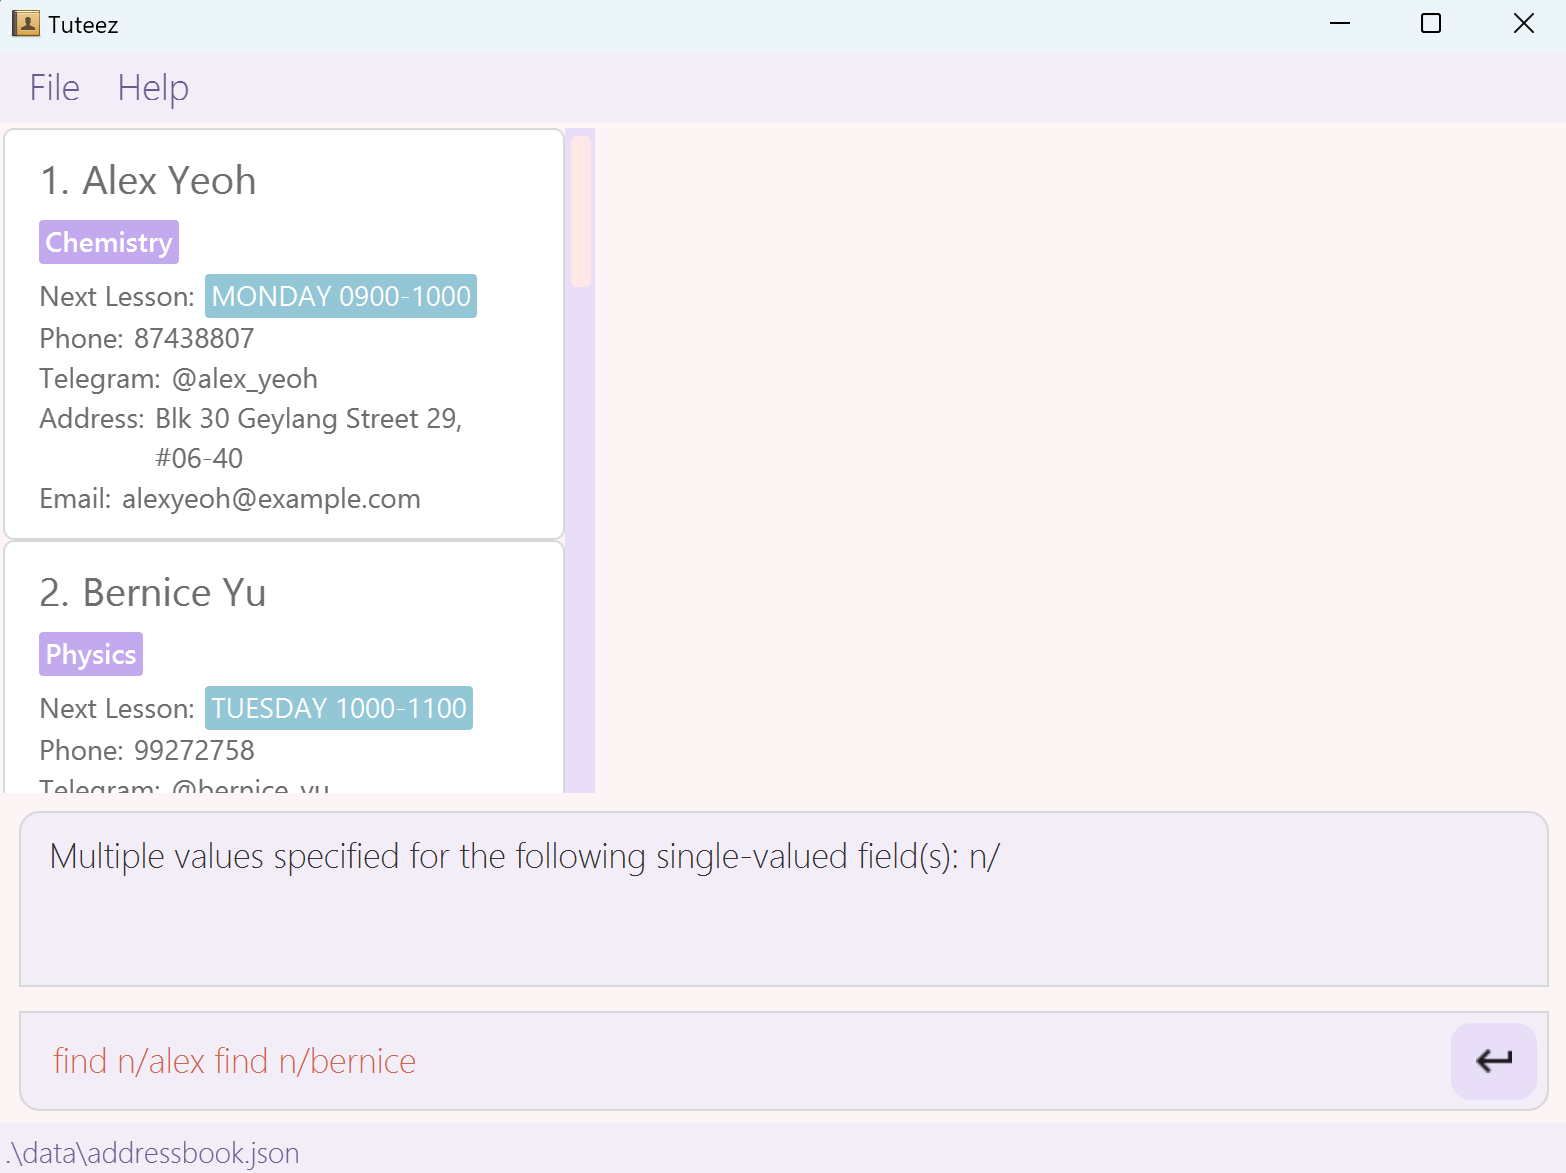 Tuteez
File Help
1. Alex Yeoh
Chemistry
Next Lesson: MONDAY 0900-1000
Phone: 87438807
Telegram: @alex_yeoh
Address: Blk 30 Geylang Street 29,
#06-40
Email: alexyeoh@example.com
2. Bernice Yu
Physics
Next Lesson: TUESDAY 1000-1100
Phone: 99272758
Telegram: @bernice_yu
Multiple values specified for the following single-valued field(s): n/
find n/alex find n/bernice
.\data\addressbook.json